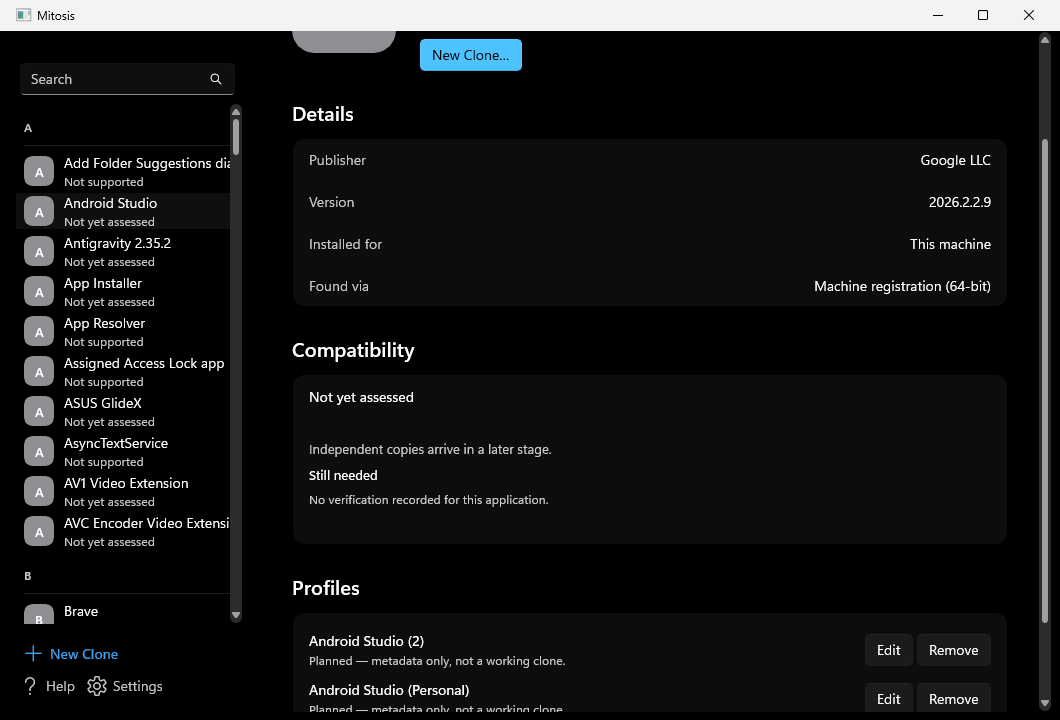 Mitosis
Search
A
A
Add Folder Suggestions dia
Not supported
A
Android Studio
Not yet assessed
A
Antigravity 2.35.2
Not yet assessed
A
App Installer
Not yet assessed
A
App Resolver
Not supported
A
Assigned Access Lock app
Not supported
A
ASUS GlideX
Not yet assessed
A
AsyncTextService
Not supported
A
AV1 Video Extension
Not yet assessed
A
AVC Encoder Video Extensi
Not yet assessed
B
B
Brave
New Clone
Help
Settings
New Clone...
Details
Publisher
Google LLC
Version
2026.2.2.9
Installed for
This machine
Found via
Machine registration (64-bit)
Compatibility
Not yet assessed
Independent copies arrive in a later stage.
Still needed
No verification recorded for this application.
Profiles
Android Studio (2)
Planned — metadata only, not a working clone.
Edit
Remove
Android Studio (Personal)
Planned — metadata only, not a working clone.
Edit
Remove